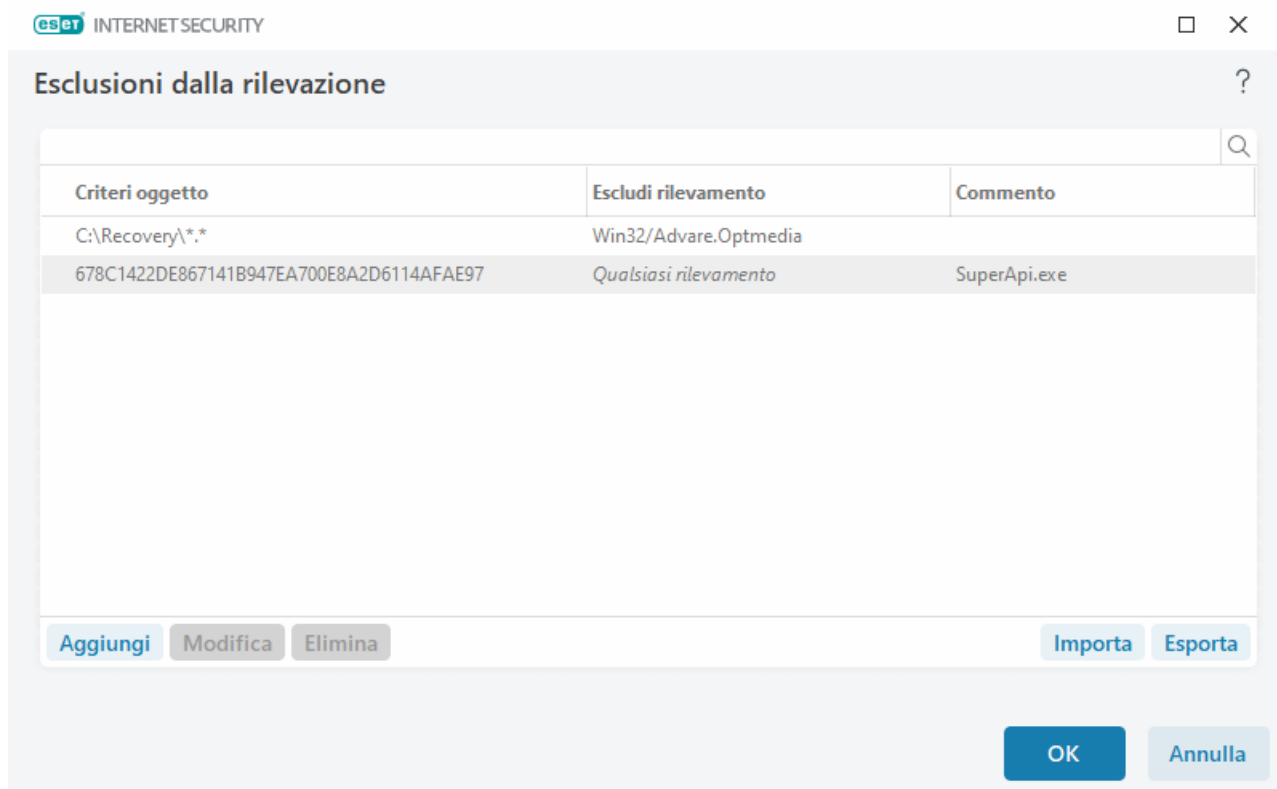 eseT INTERNET SECURITY
Esclusioni dalla rilevazione ?
Criteri oggetto Escludi rilevamento Commento
C:\Recovery\*.* Win32/Advare.Optmedia
678C1422DE867141B947EA700E8A2D6114AFAE97 Qualsiasi rilevamento SuperApi.exe
Aggiungi Modifica Elimina Importa Esporta
OK Annulla